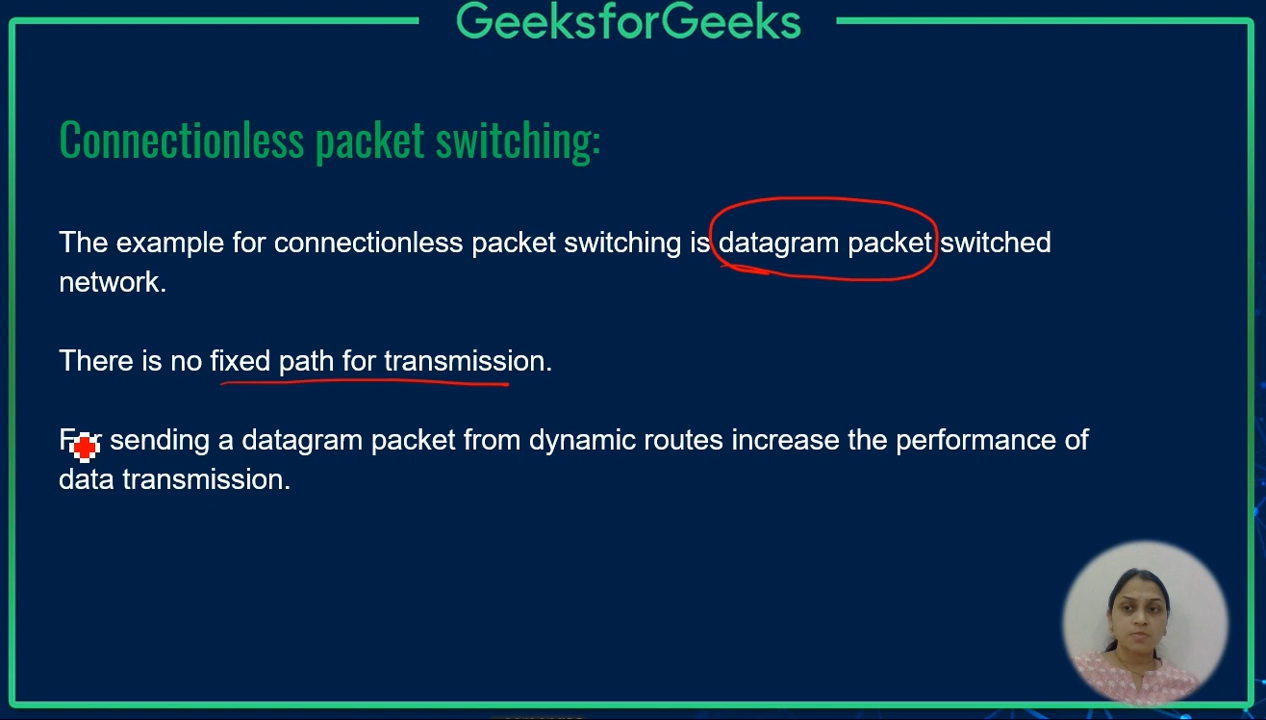 GeeksforGeeks
Connectionless packet switching:
The example for connectionless packet switching is datagram packet switched
network.
There is no fixed path for transmission.
For sending a datagram packet from dynamic routes increase the performance of
data transmission.